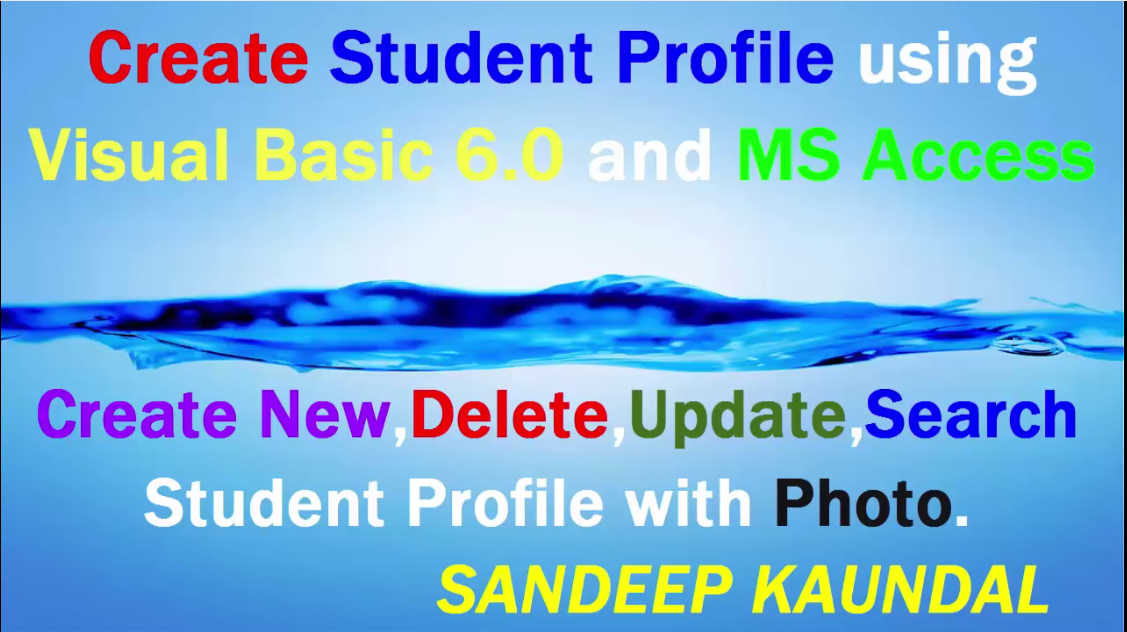 Create Student Profile using
Visual Basic 6.0 and MS Access
Create New,Delete,Update,Search
Student Profile with Photo.
SANDEEP KAUNDAL